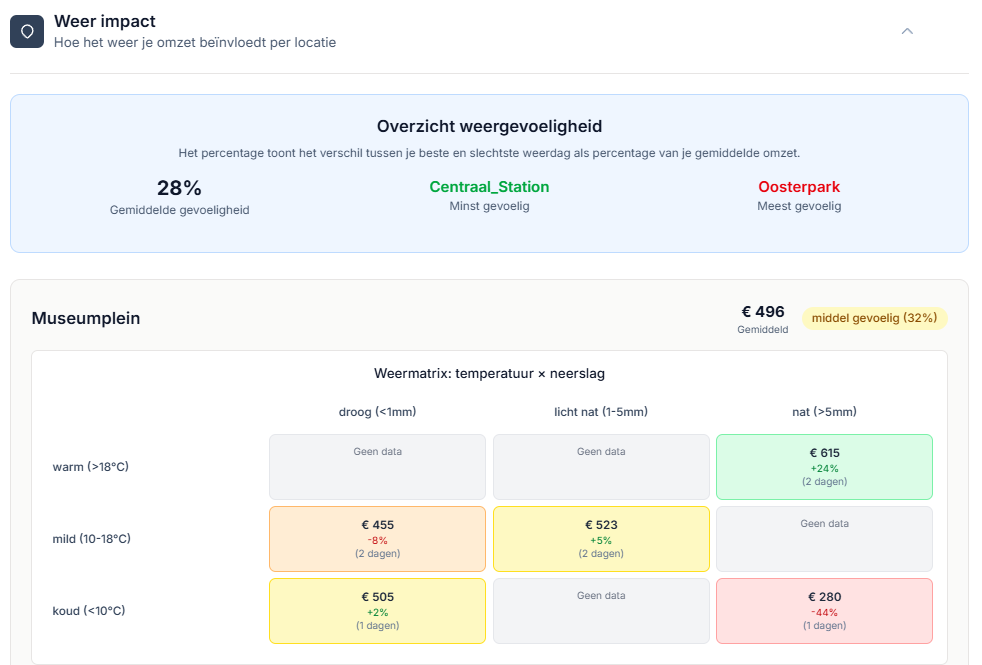 Weer impact
Hoe het weer je omzet beïnvloedt per locatie
Overzicht weergevoeligheid
Het percentage toont het verschil tussen je beste en slechtste weerdag als percentage van je gemiddelde omzet.
28% Centraal_Station Oosterpark
Gemiddelde gevoeligheid Minst gevoelig Meest gevoelig
Museumplein € 496 middel gevoelig (32%)
Gemiddeld
Weermatrix: temperatuur × neerslag
droog (<1mm) licht nat (1-5mm) nat (>5mm)
warm (>18°C) Geen data Geen data € 615
+24%
(2 dagen)
mild (10-18°C) € 455 € 523 Geen data
-8% +5%
(2 dagen) (2 dagen)
koud (<10°C) € 505 Geen data € 280
+2% -44%
(1 dagen) (1 dagen)